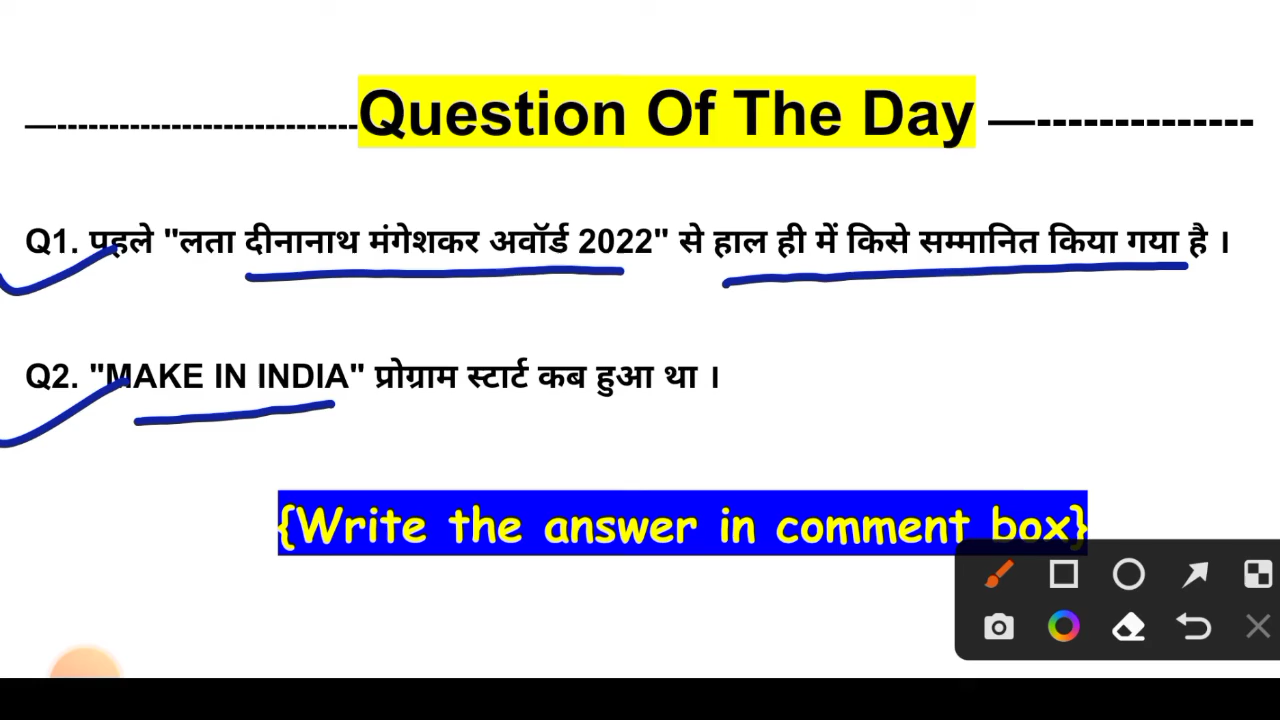 Question Of The Day
Q1. पहले "लता दीनानाथ मंगेशकर अवॉर्ड 2022" से हाल ही में किसे सम्मानित किया गया है ।
Q2. "MAKE IN INDIA" प्रोग्राम स्टार्ट कब हुआ था ।
{Write the answer in comment box}